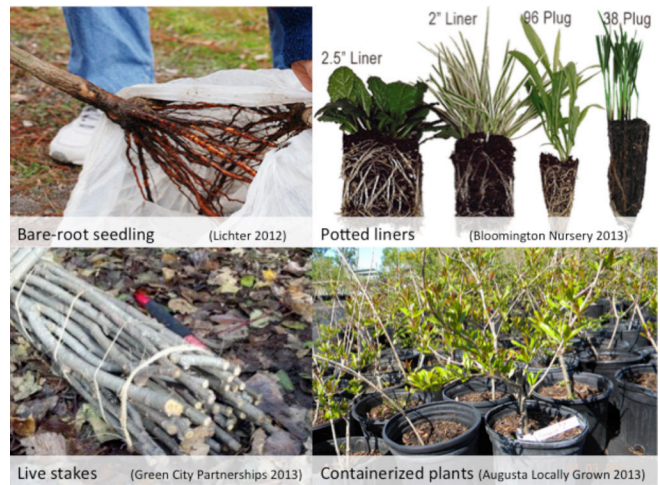 2.5" Liner
2" Liner
96 Plug
38 Plug
Bare-root seedling (Lichter 2012)
Potted liners (Bloomington Nursery 2013)
Live stakes (Green City Partnerships 2013)
Containerized plants (Augusta Locally Grown 2013)